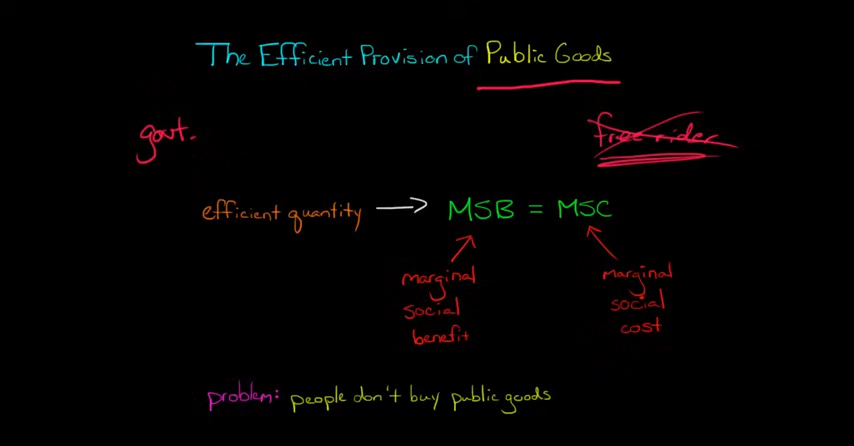 The Efficient Provision of Public Goods
govt.
free rider
efficient quantity → MSB = MSC
marginal
social
benefit
marginal
social
cost
problem: people don't buy public goods